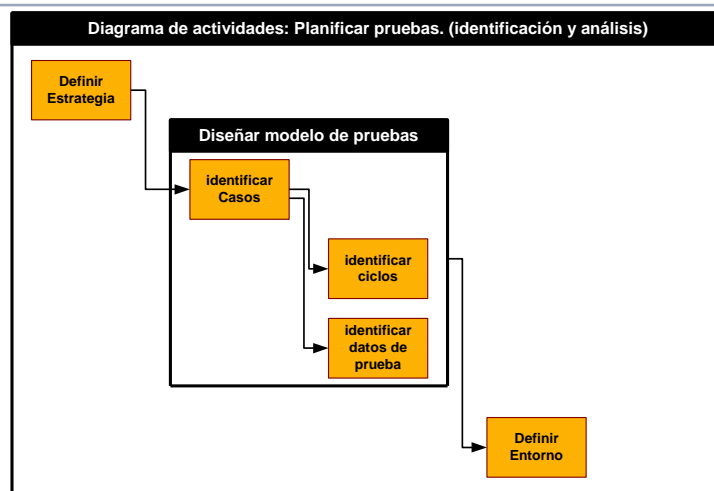 Diagrama de actividades: Planificar pruebas. (identificación y análisis)
Definir
Estrategia
Diseñar modelo de pruebas
identificar
Casos
identificar
ciclos
identificar
datos de
prueba
Definir
Entorno